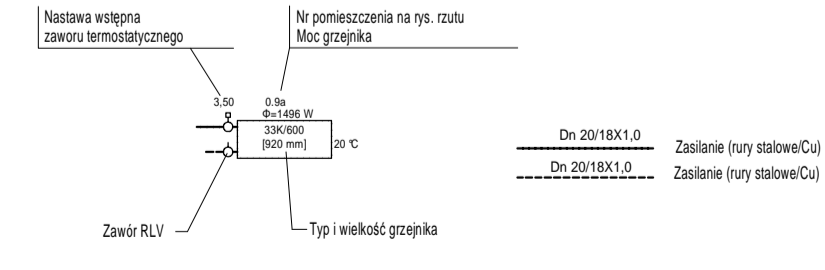 Nastawa wstępna
zaworu termostatycznego
Nr pomieszczenia na rys. rzutu
Moc grzejnika
3,50
0.9a
Φ=1496 W
33K/600
[920 mm]
20 °C
Zawór RLV
Typ i wielkość grzejnika
Dn 20/18X1,0
Zasilanie (rury stalowe/Cu)
Dn 20/18X1,0
Zasilanie (rury stalowe/Cu)